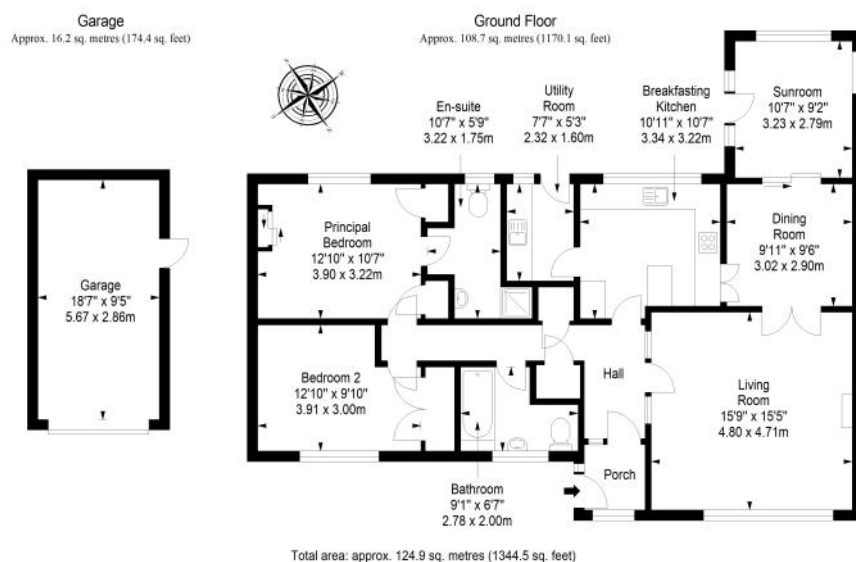 Garage
Approx. 16.2 sq. metres (174.4 sq. feet)
Ground Floor
Approx. 108.7 sq. metres (1170.1 sq. feet)
En-suite
10'7" x 5'9"
3.22 x 1.75m
Utility
Room
7'7" x 5'3"
2.32 x 1.60m
Breakfasting
Kitchen
10'11" x 10'7"
3.34 x 3.22m
Sunroom
10'7" x 9'2"
3.23 x 2.79m
Principal
Bedroom
12'10" x 10'7"
3.90 x 3.22m
Dining
Room
9'11" x 9'6"
3.02 x 2.90m
Garage
18'7" x 9'5"
5.67 x 2.86m
Bedroom 2
12'10" x 9'10"
3.91 x 3.00m
Hall
Living
Room
15'9" x 15'5"
4.80 x 4.71m
Porch
Bathroom
9'1" x 6'7"
2.78 x 2.00m
Total area: approx. 124.9 sq. metres (1344.5 sq. feet)